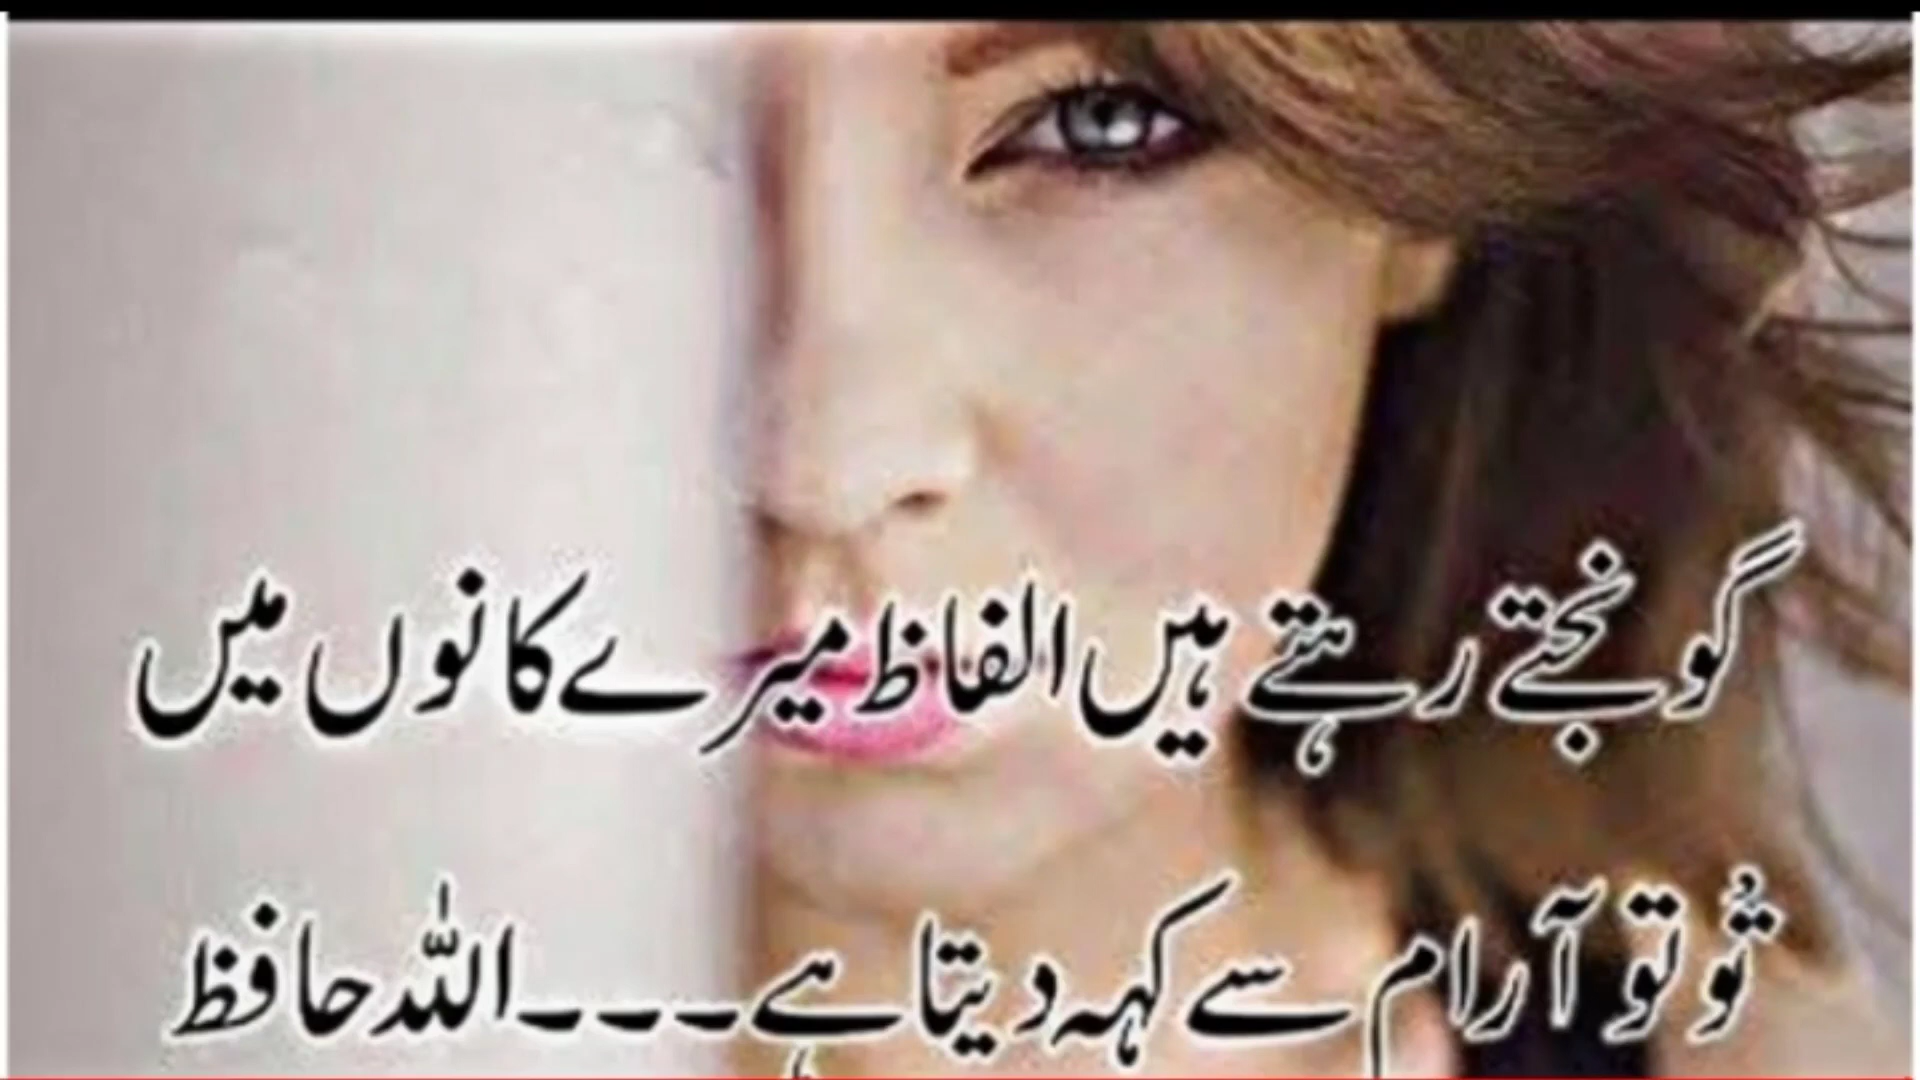 گونجتے رہتے ہیں الفاظ میرے کانوں میں
تُو تو آرام سے کہہ دیتا ہے۔۔۔اللہ حافظ